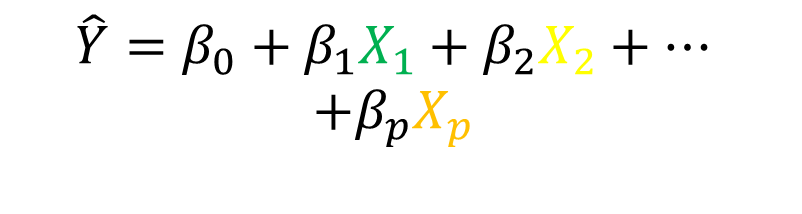 Ŷ = β₀ + β₁X₁ + β₂X₂ + ⋯
+βₚXₚ